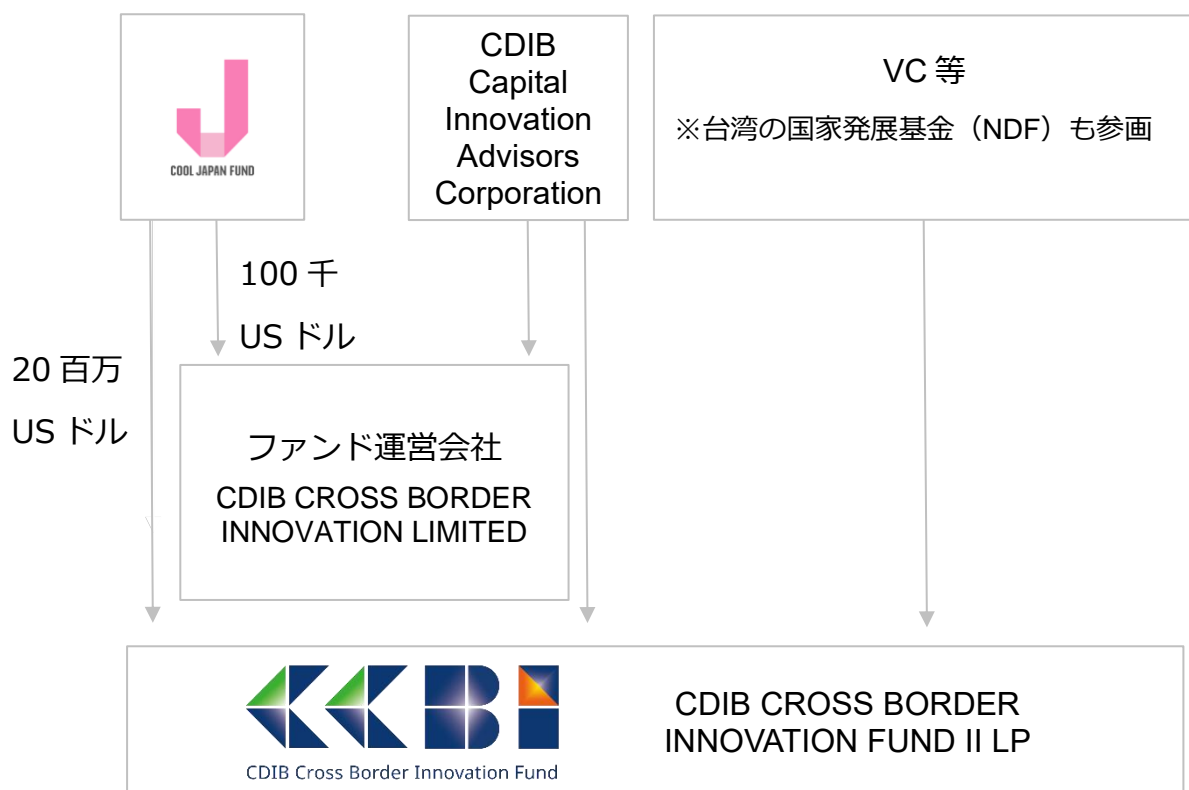 COOL JAPAN FUND
CDIB
Capital
Innovation
Advisors
Corporation
VC 等
※台湾の国家発展基金（NDF）も参画
100 千
US ドル
20 百万
US ドル
ファンド運営会社
CDIB CROSS BORDER
INNOVATION LIMITED
CDIB Cross Border Innovation Fund
CDIB CROSS BORDER
INNOVATION FUND II LP